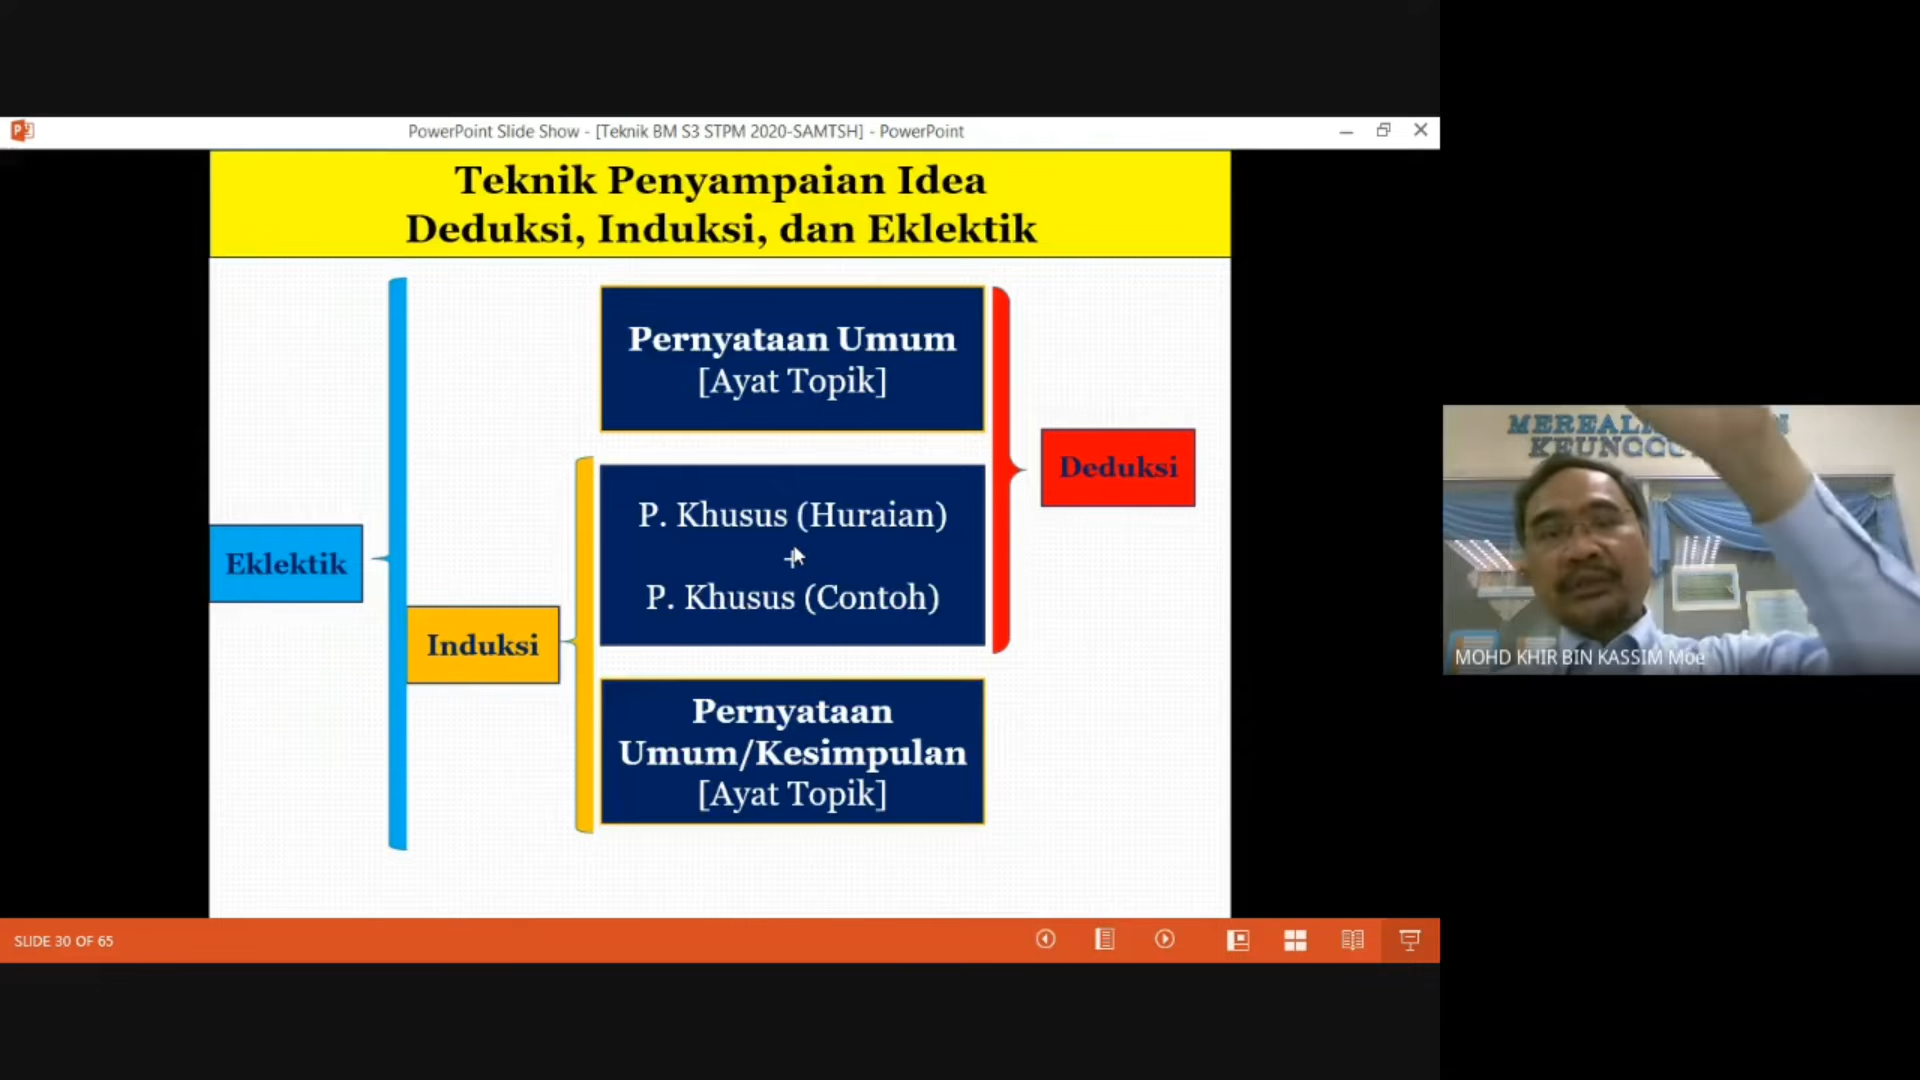 PowerPoint Slide Show - [Teknik BM S3 STPM 2020-SAMTSH] - PowerPoint
Teknik Penyampaian Idea
Deduksi, Induksi, dan Eklektik
Pernyataan Umum
[Ayat Topik]
Deduksi
P. Khusus (Huraian)
+
P. Khusus (Contoh)
Eklektik
Induksi
Pernyataan
Umum/Kesimpulan
[Ayat Topik]
SLIDE 30 OF 65
MOHD KHIR BIN KASSIM Moe